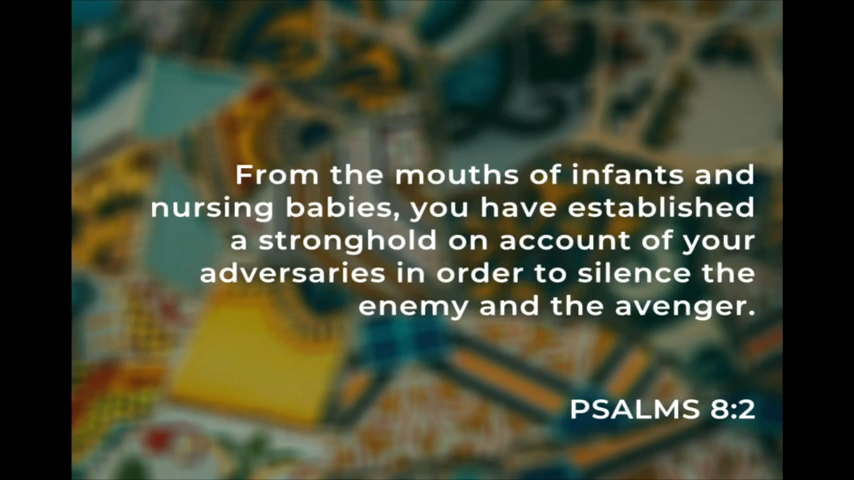 From the mouths of infants and
nursing babies, you have established
a stronghold on account of your
adversaries in order to silence the
enemy and the avenger.
PSALMS 8:2